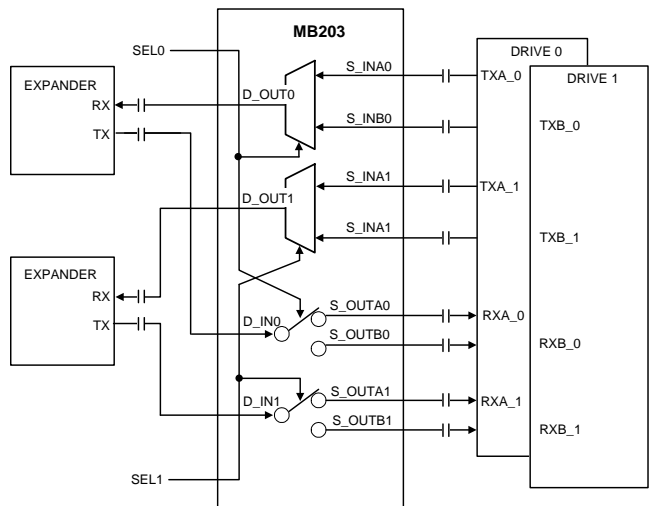 MB203
SEL0
DRIVE 0
S_INA0
TXA_0
DRIVE 1
EXPANDER
D_OUT0
RX
S_INB0
TXB_0
TX
S_INA1
TXA_1
D_OUT1
S_INA1
TXB_1
EXPANDER
RX
S_OUTA0
RXA_0
TX
D_IN0
S_OUTB0
RXB_0
S_OUTA1
D_IN1
RXA_1
S_OUTB1
RXB_1
SEL1